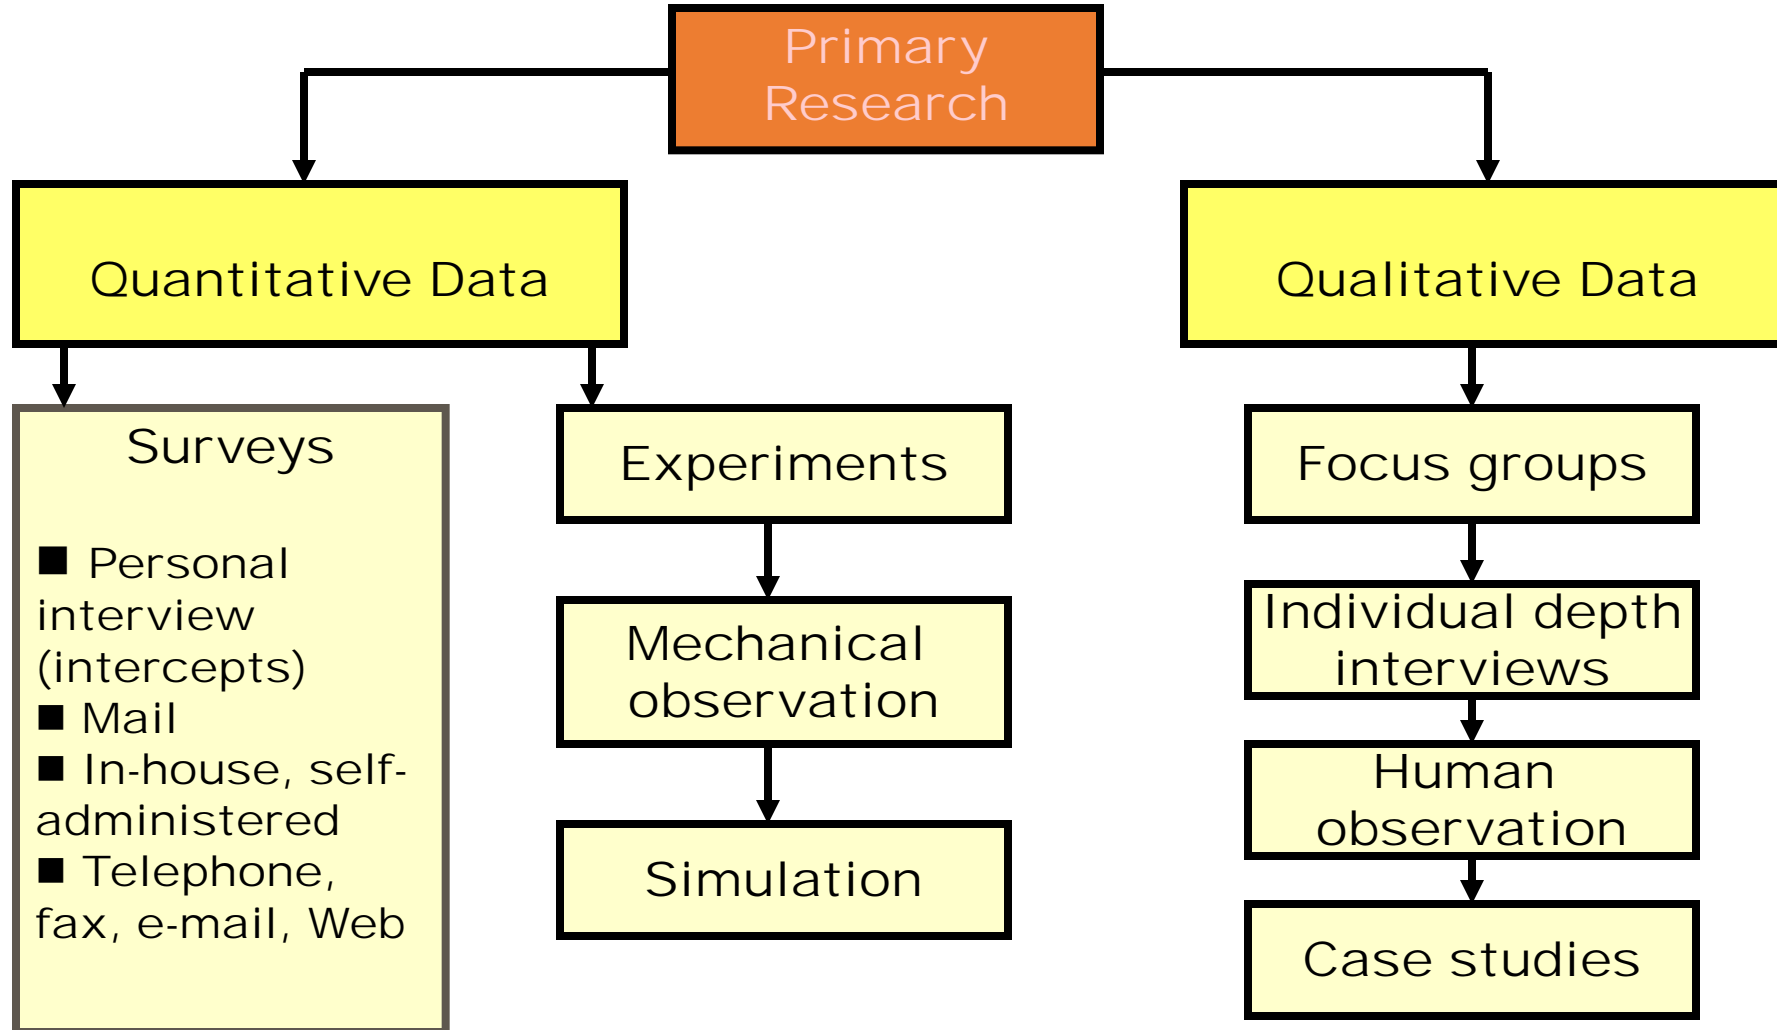 Primary
Research
Quantitative Data
Qualitative Data
Surveys
■ Personal
interview
(intercepts)
■ Mail
■ In-house, self-
administered
■ Telephone,
fax, e-mail, Web
Experiments
Mechanical
observation
Simulation
Focus groups
Individual depth
interviews
Human
observation
Case studies